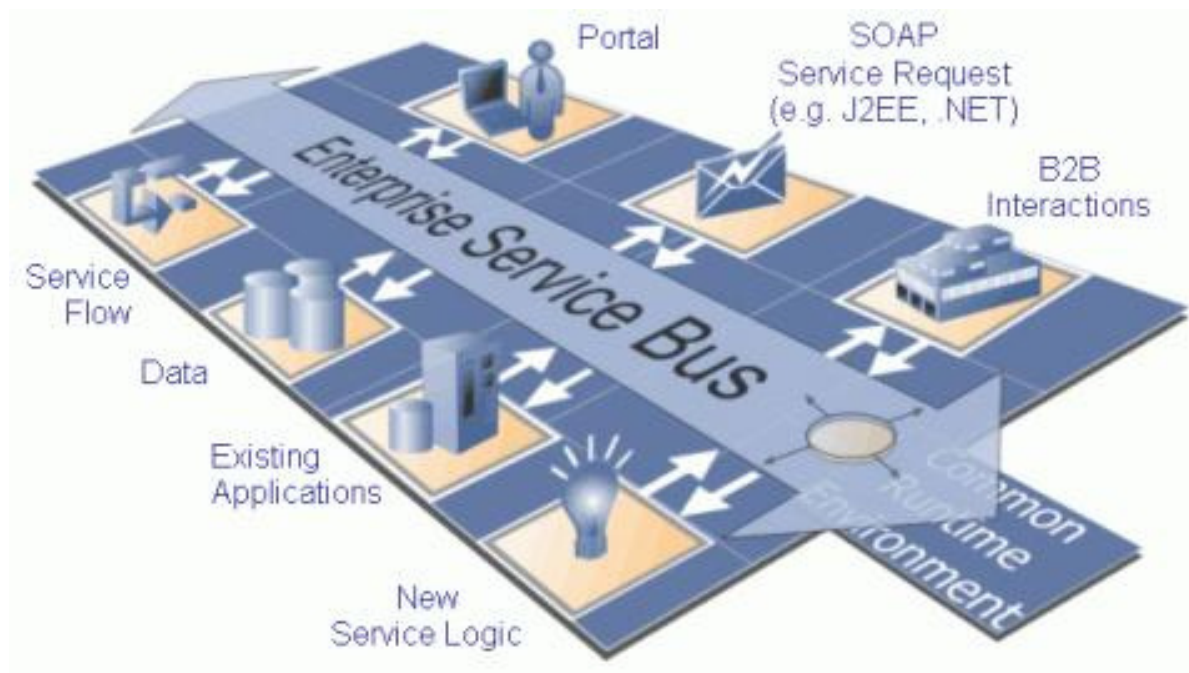 Portal
SOAP
Service Request
(e.g. J2EE, .NET)
B2B
Interactions
Enterprise Service Bus
Service
Flow
Data
Existing
Applications
New
Service Logic
Common
Runtime
Environment